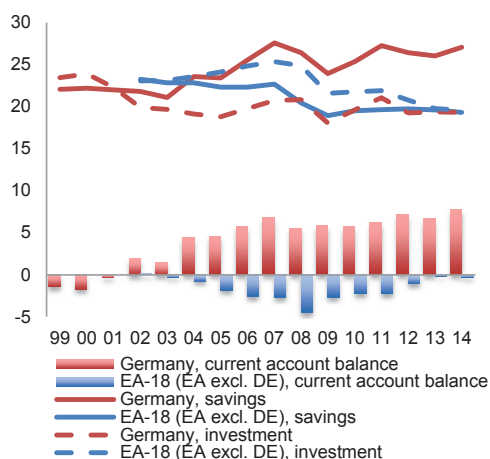 30
25
20
15
10
5
0
-5
99 00 01 02 03 04 05 06 07 08 09 10 11 12 13 14
Germany, current account balance
EA-18 (EA excl. DE), current account balance
Germany, savings
EA-18 (EA excl. DE), savings
Germany, investment
EA-18 (EA excl. DE), investment